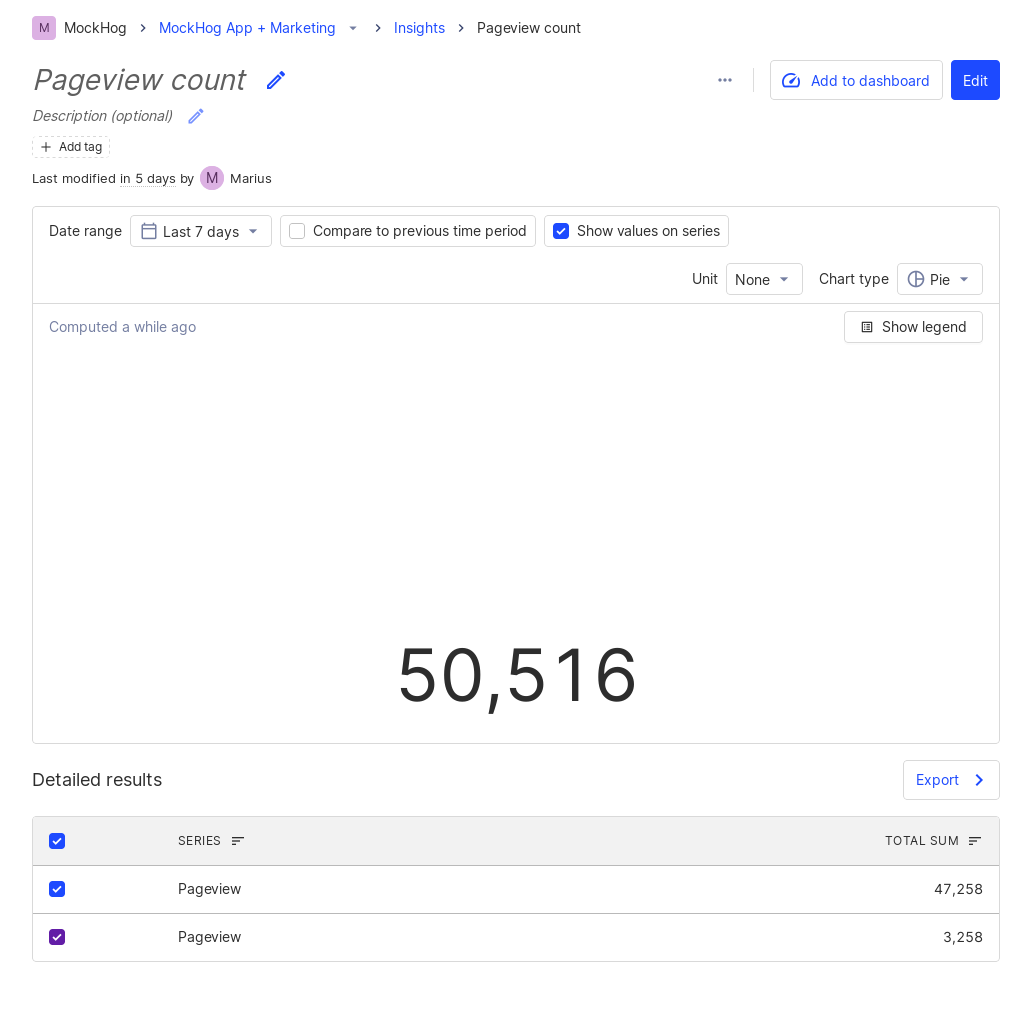 M MockHog MockHog App + Marketing Insights Pageview count
Pageview count
Add to dashboard Edit
Description (optional)
Add tag
Last modified in 5 days by M Marius
Date range Last 7 days Compare to previous time period Show values on series
Unit None Chart type Pie
Computed a while ago Show legend
50,516
Detailed results Export
SERIES TOTAL SUM
Pageview 47,258
Pageview 3,258